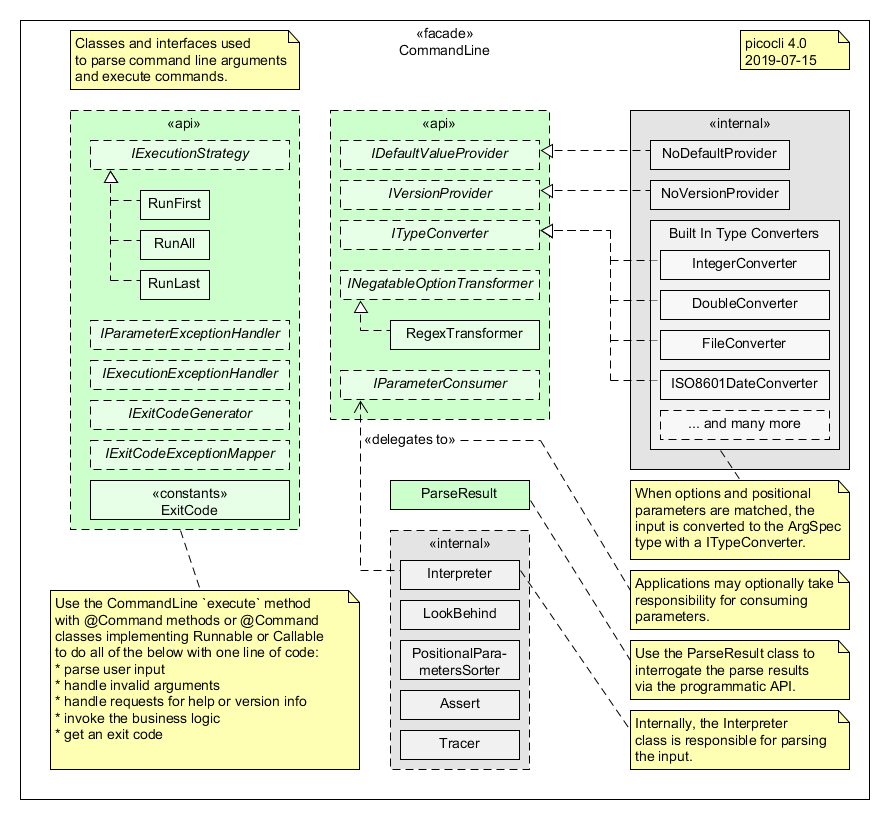 «facade»
CommandLine
Classes and interfaces used
to parse command line arguments
and execute commands.
picocli 4.0
2019-07-15
«api»
IExecutionStrategy
RunFirst
RunAll
RunLast
IParameterExceptionHandler
IExecutionExceptionHandler
IExitCodeGenerator
IExitCodeExceptionMapper
«constants»
ExitCode
«api»
IDefaultValueProvider
IVersionProvider
ITypeConverter
INegatableOptionTransformer
RegexTransformer
IParameterConsumer
«internal»
NoDefaultProvider
NoVersionProvider
Built In Type Converters
IntegerConverter
DoubleConverter
FileConverter
ISO8601DateConverter
... and many more
«delegates to»
ParseResult
«internal»
Interpreter
LookBehind
PositionalPara-
metersSorter
Assert
Tracer
Use the CommandLine `execute` method
with @Command methods or @Command
classes implementing Runnable or Callable
to do all of the below with one line of code:
* parse user input
* handle invalid arguments
* handle requests for help or version info
* invoke the business logic
* get an exit code
When options and positional
parameters are matched, the
input is converted to the ArgSpec
type with a ITypeConverter.
Applications may optionally take
responsibility for consuming
parameters.
Use the ParseResult class to
interrogate the parse results
via the programmatic API.
Internally, the Interpreter
class is responsible for parsing
the input.